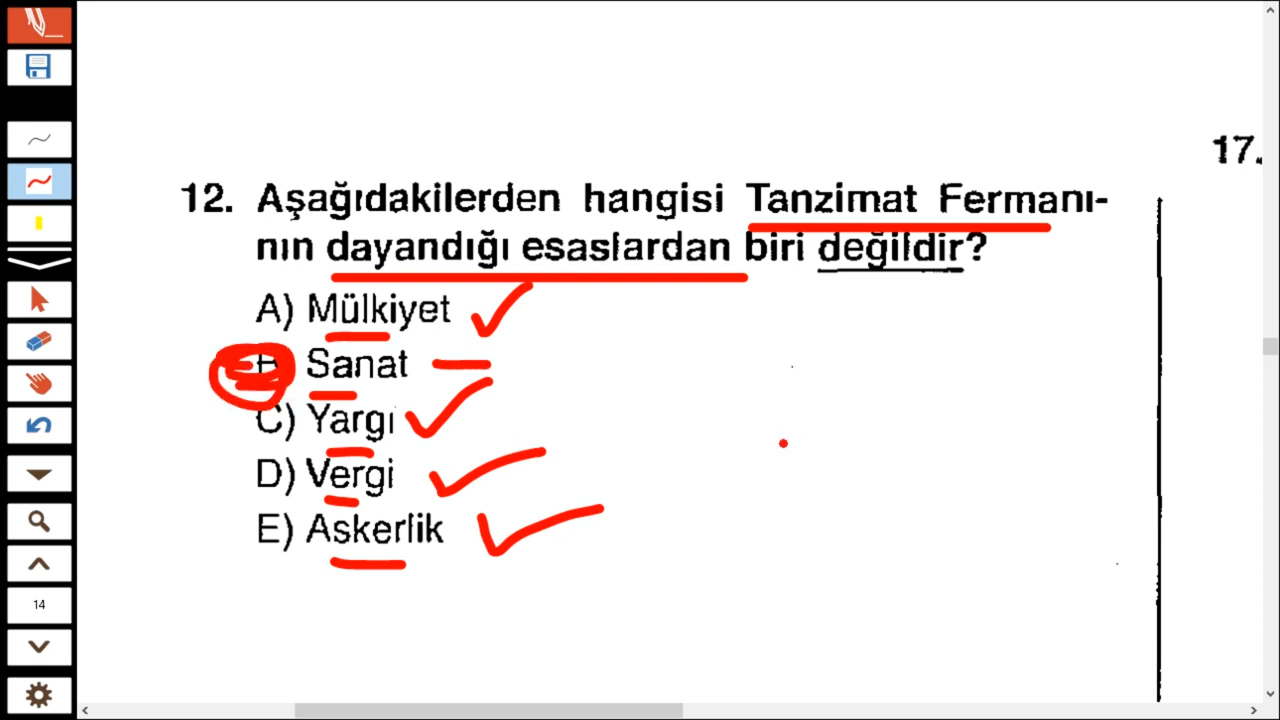 17.
12. Aşağıdakilerden hangisi Tanzimat Fermanı-
nın dayandığı esaslardan biri değildir?
A) Mülkiyet
B) Sanat
C) Yargı
D) Vergi
E) Askerlik
14